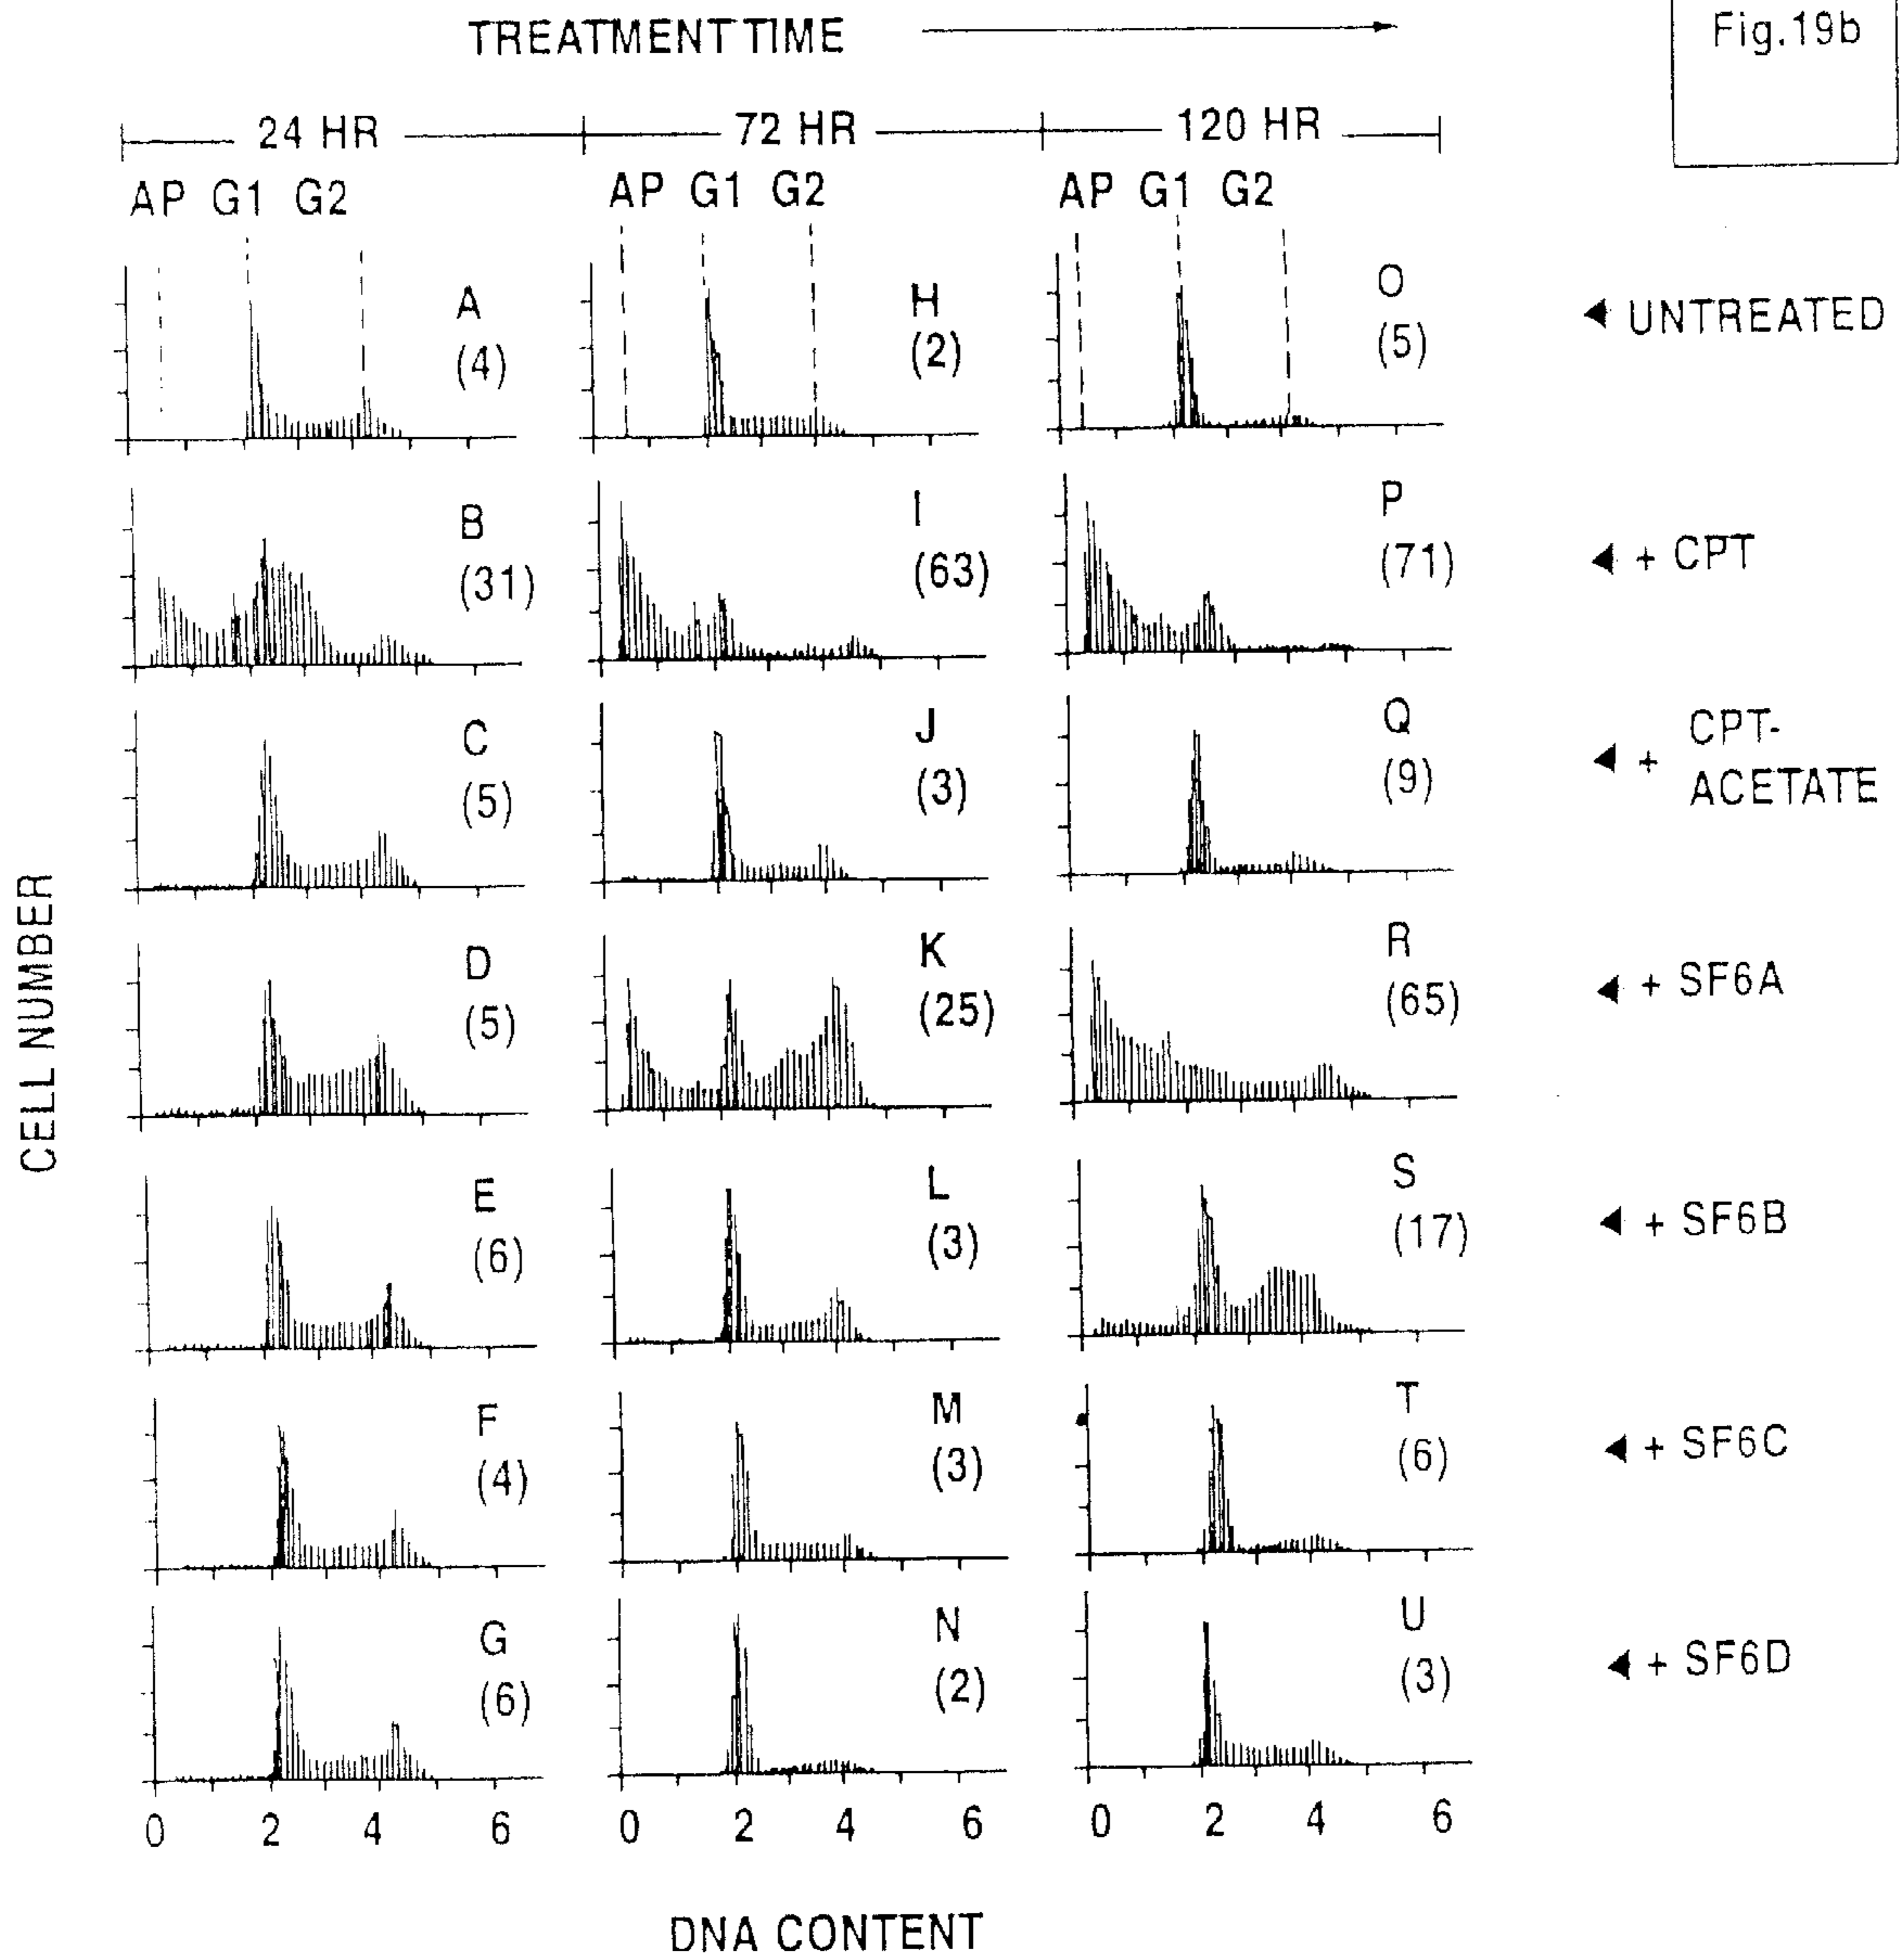 TREATMENT TIME
Fig.19b
24 HR 72 HR 120 HR
AP G1 G2 AP G1 G2 AP G1 G2
A H O
(4) (2) (5)
◄ UNTREATED
B I P
(31) (63) (71)
◄ + CPT
C J Q
(5) (3) (9)
◄ + CPT-
ACETATE
D K R
(5) (25) (65)
◄ + SF6A
E L S
(6) (3) (17)
◄ + SF6B
F M T
(4) (3) (6)
◄ + SF6C
G N U
(6) (2) (3)
◄ + SF6D
CELL NUMBER
0 2 4 6 0 2 4 6 0 2 4 6
DNA CONTENT